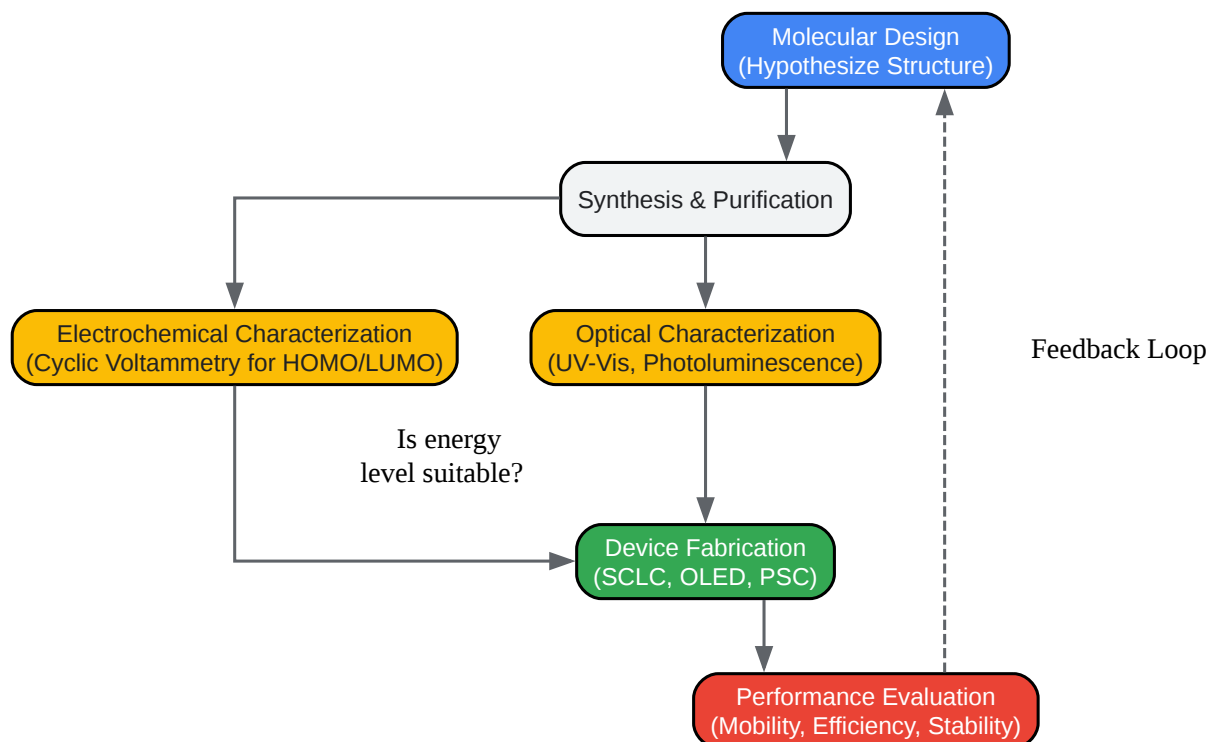 Molecular Design
(Hypothesize Structure)
Synthesis & Purification
Electrochemical Characterization
(Cyclic Voltammetry for HOMO/LUMO)
Optical Characterization
(UV-Vis, Photoluminescence)
Feedback Loop
Is energy
level suitable?
Device Fabrication
(SCLC, OLED, PSC)
Performance Evaluation
(Mobility, Efficiency, Stability)